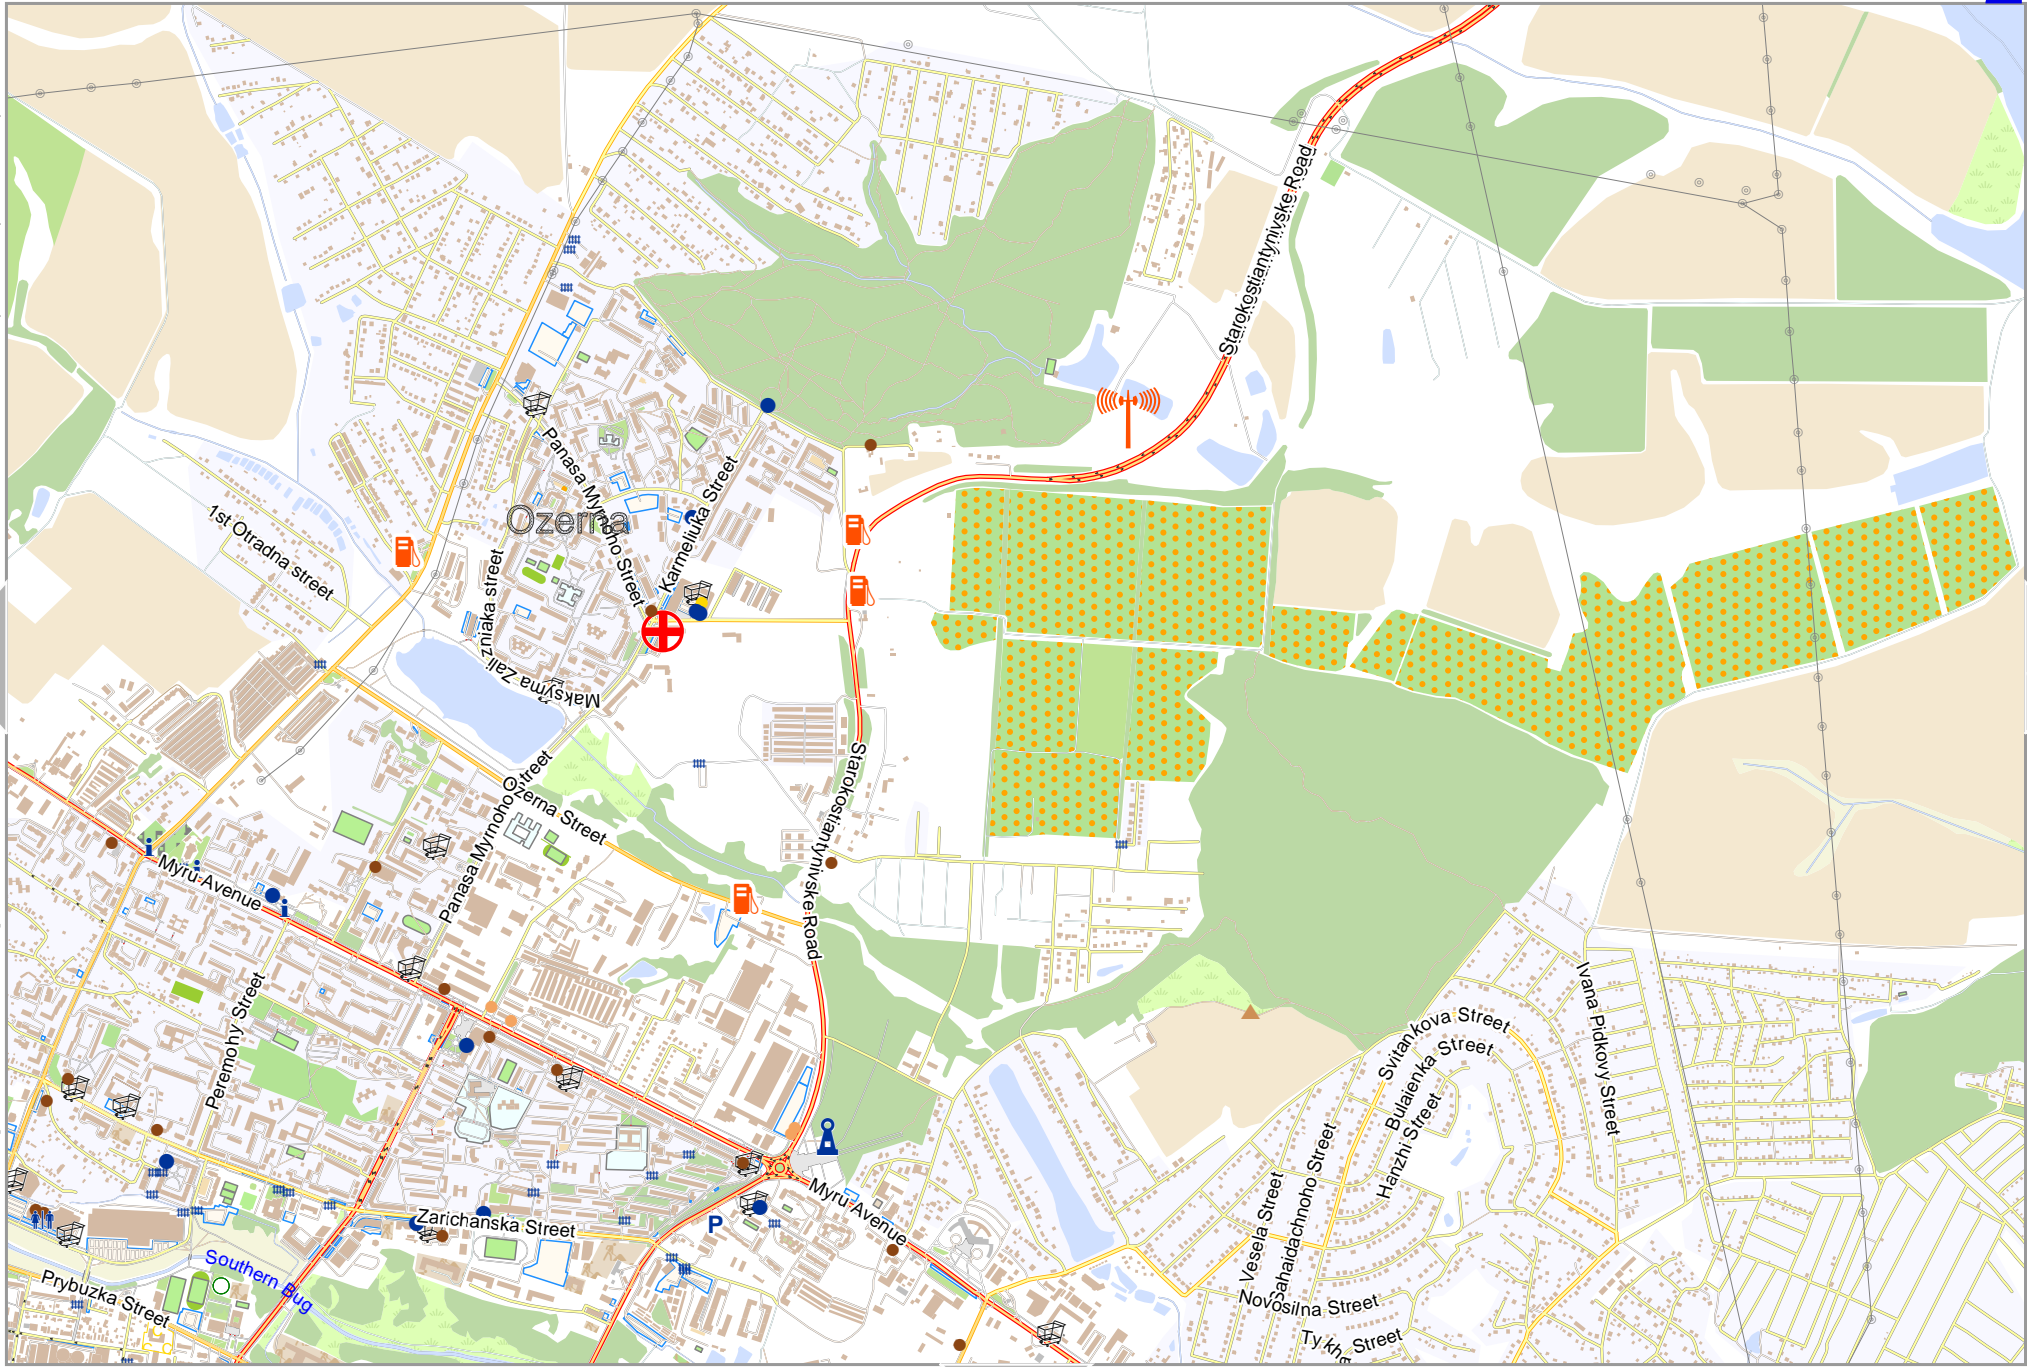 Starokostiantynivske Road
Panasa Myrnoho Street
Karmeliuka Street
Ozerna
1st Otradna street
Maksyma Zalizniaka street
Ozerna Street
Panasa Myrnoho Street
Starokostiantynivske Road
Myru Avenue
Peremohy Street
Ivana Pidkovy Street
Svitankova Street
Bulaienka Street
Hanzhi Street
Myru Avenue
Zarichanska Street
P
Vesela Street
Sahaidachnoho Street
Southern Bug
Prybuzka Street
Novosilna Street
Street